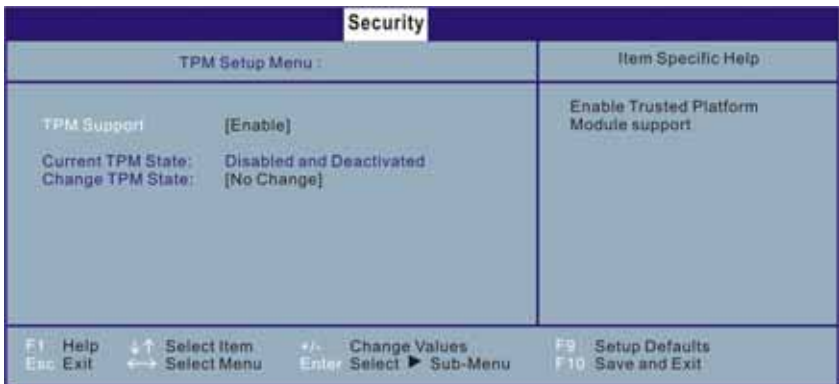 Security
TPM Setup Menu :
Item Specific Help
TPM Support [Enable]
Enable Trusted Platform
Module support
Current TPM State: Disabled and Deactivated
Change TPM State: [No Change]
F1 Help ↓↑ Select Item +/- Change Values F9 Setup Defaults
Esc Exit ←→ Select Menu Enter Select ▶ Sub-Menu F10 Save and Exit